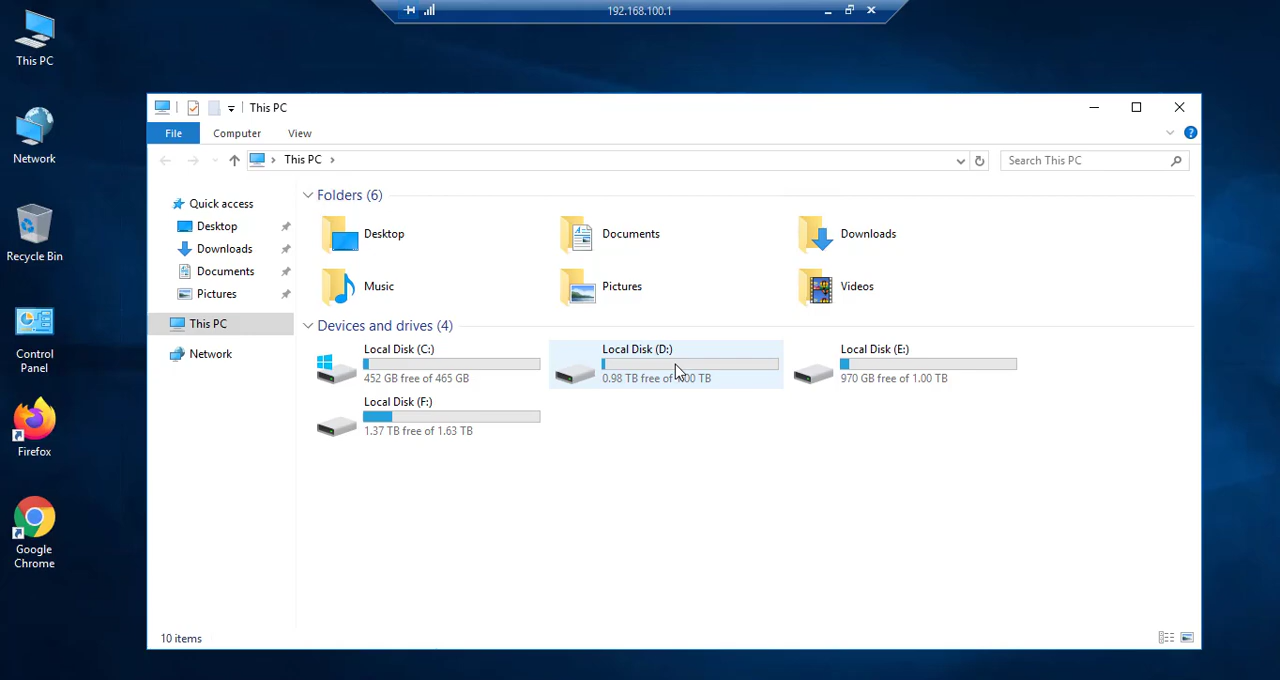 192.168.100.1
This PC
Network
Recycle Bin
Control
Panel
Firefox
Google
Chrome
This PC
File
Computer
View
This PC
Search This PC
Quick access
Desktop
Downloads
Documents
Pictures
This PC
Network
Folders (6)
Desktop
Documents
Downloads
Music
Pictures
Videos
Devices and drives (4)
Local Disk (C:)
452 GB free of 465 GB
Local Disk (D:)
0.98 TB free of TB
Local Disk (E:)
970 GB free of 1.00 TB
Local Disk (F:)
1.37 TB free of 1.63 TB
10 items